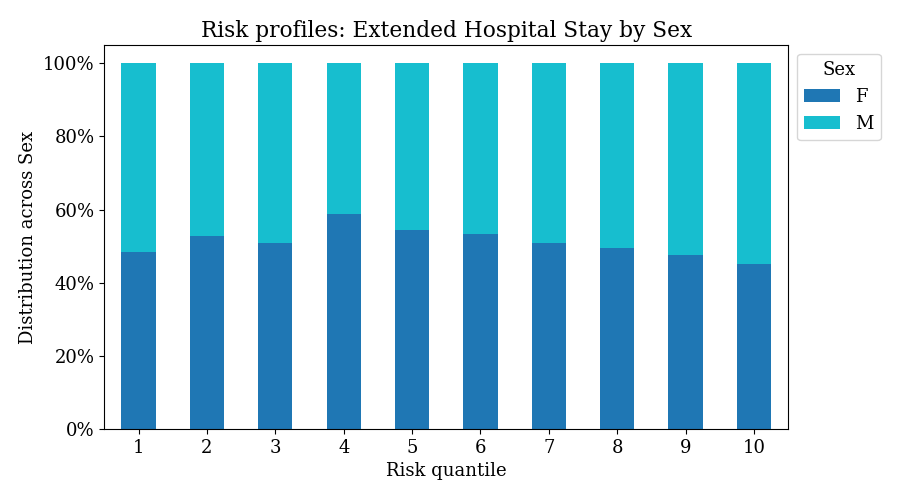 Risk profiles: Extended Hospital Stay by Sex
100%
80%
60%
40%
20%
0%
Distribution across Sex
1 2 3 4 5 6 7 8 9 10
Risk quantile
Sex
F
M